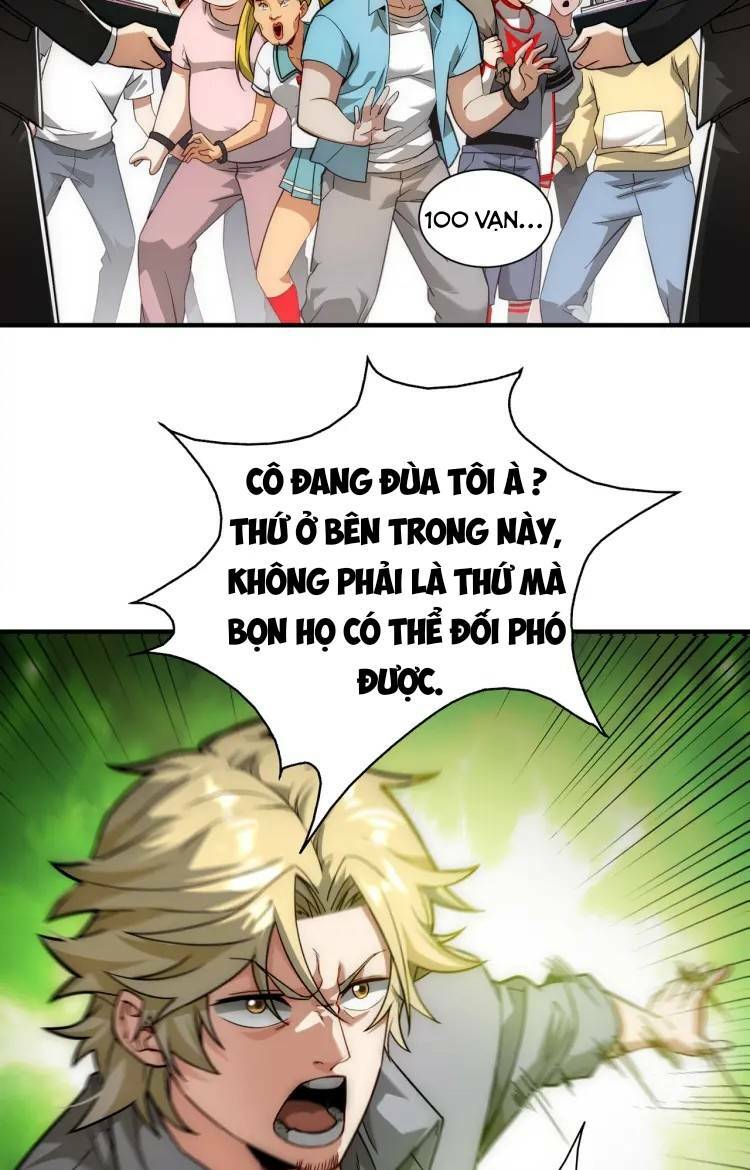 100 VẠN...
CÔ ĐANG ĐÙA TÔI À ?
THỨ Ở BÊN TRONG NÀY,
KHÔNG PHẢI LÀ THỨ MÀ
BỌN HỌ CÓ THỂ ĐỐI PHÓ
ĐƯỢC.